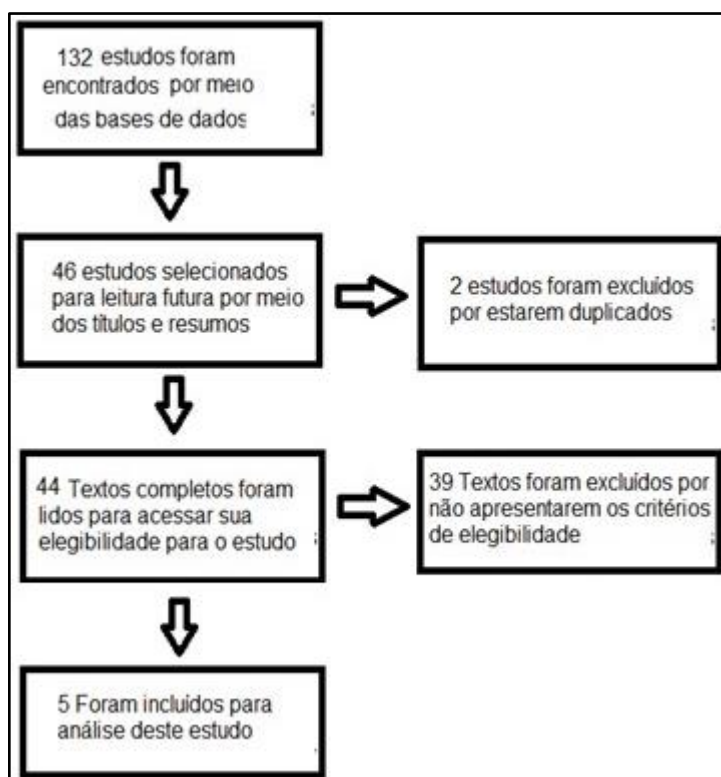 132 estudos foram
encontrados por meio
das bases de dados
46 estudos selecionados
para leitura futura por meio
dos títulos e resumos
2 estudos foram excluídos
por estarem duplicados
44 Textos completos foram
lidos para acessar sua
elegibilidade para o estudo
39 Textos foram excluídos por
não apresentarem os critérios
de elegibilidade
5 Foram incluídos para
análise deste estudo